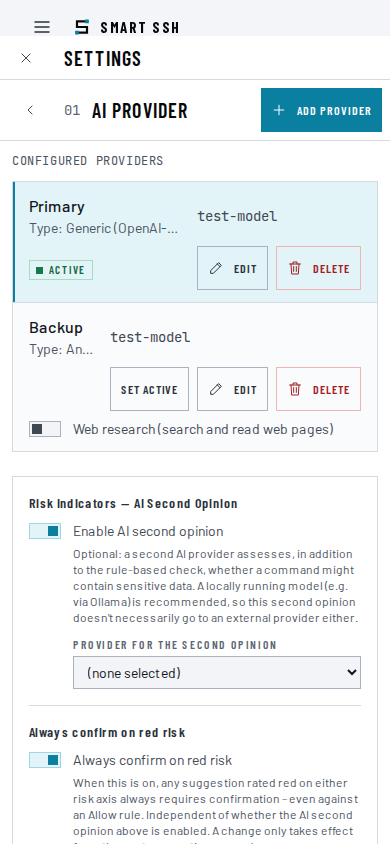 SMART SSH
SETTINGS
01 AI PROVIDER
ADD PROVIDER
CONFIGURED PROVIDERS
Primary
Type: Generic (OpenAI-...
test-model
ACTIVE
EDIT
DELETE
Backup
Type: An...
test-model
SET ACTIVE
EDIT
DELETE
Web research (search and read web pages)
Risk Indicators — AI Second Opinion
Enable AI second opinion
Optional: a second AI provider assesses, in addition
to the rule-based check, whether a command might
contain sensitive data. A locally running model (e.g.
via Ollama) is recommended, so this second opinion
doesn't necessarily go to an external provider either.
PROVIDER FOR THE SECOND OPINION
(none selected)
Always confirm on red risk
Always confirm on red risk
When this is on, any suggestion rated red on either
risk axis always requires confirmation – even against
an Allow rule. Independent of whether the AI second
opinion above is enabled. A change only takes effect